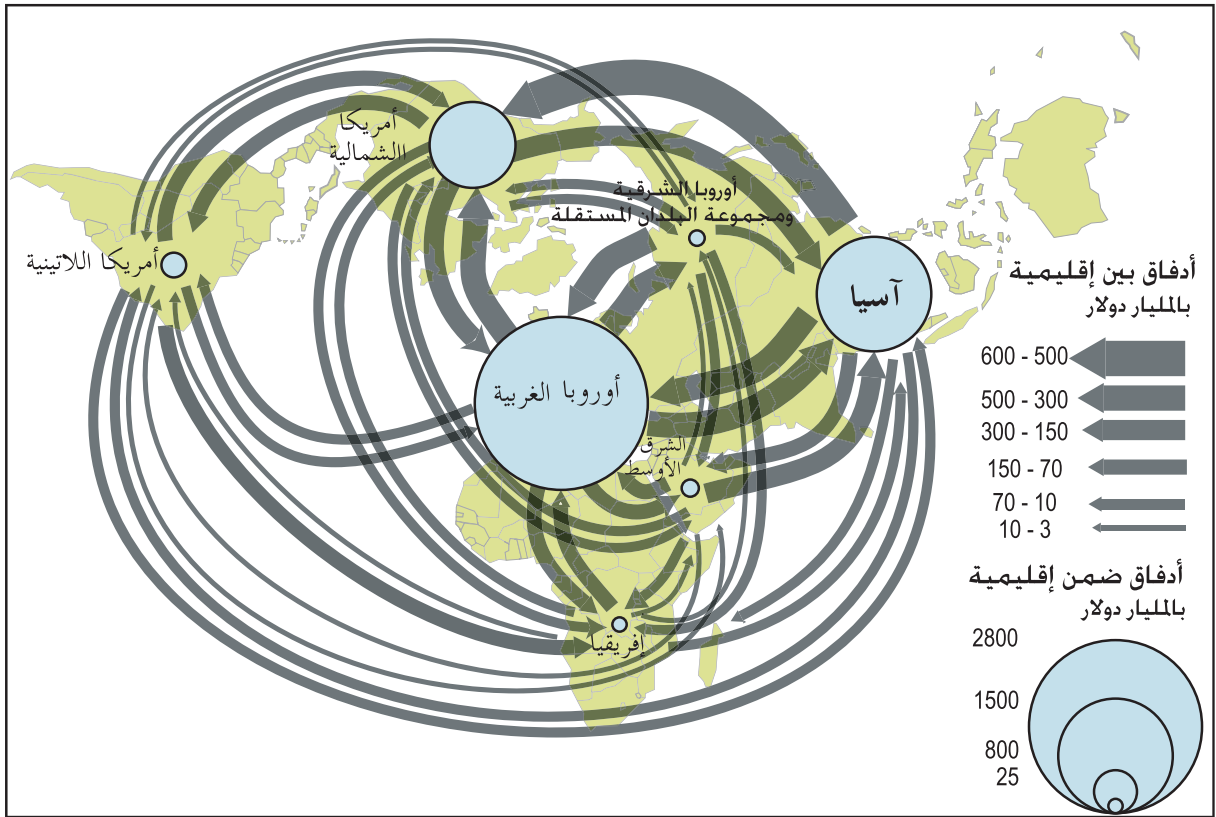 أمريكا
االشمالية
أوروبا الشرقية
ومجموعة البلدان المستقلة
أمريكا اللاتينية
آسيا
أوروبا الغربية
الشرق
الأوسط
إفريقيا
أدفاق بين إقليمية
بالمليار دولار
600 - 500
500 - 300
300 - 150
150 - 70
70 - 10
10 - 3
أدفاق ضمن إقليمية
بالمليار دولار
2800
1500
800
25